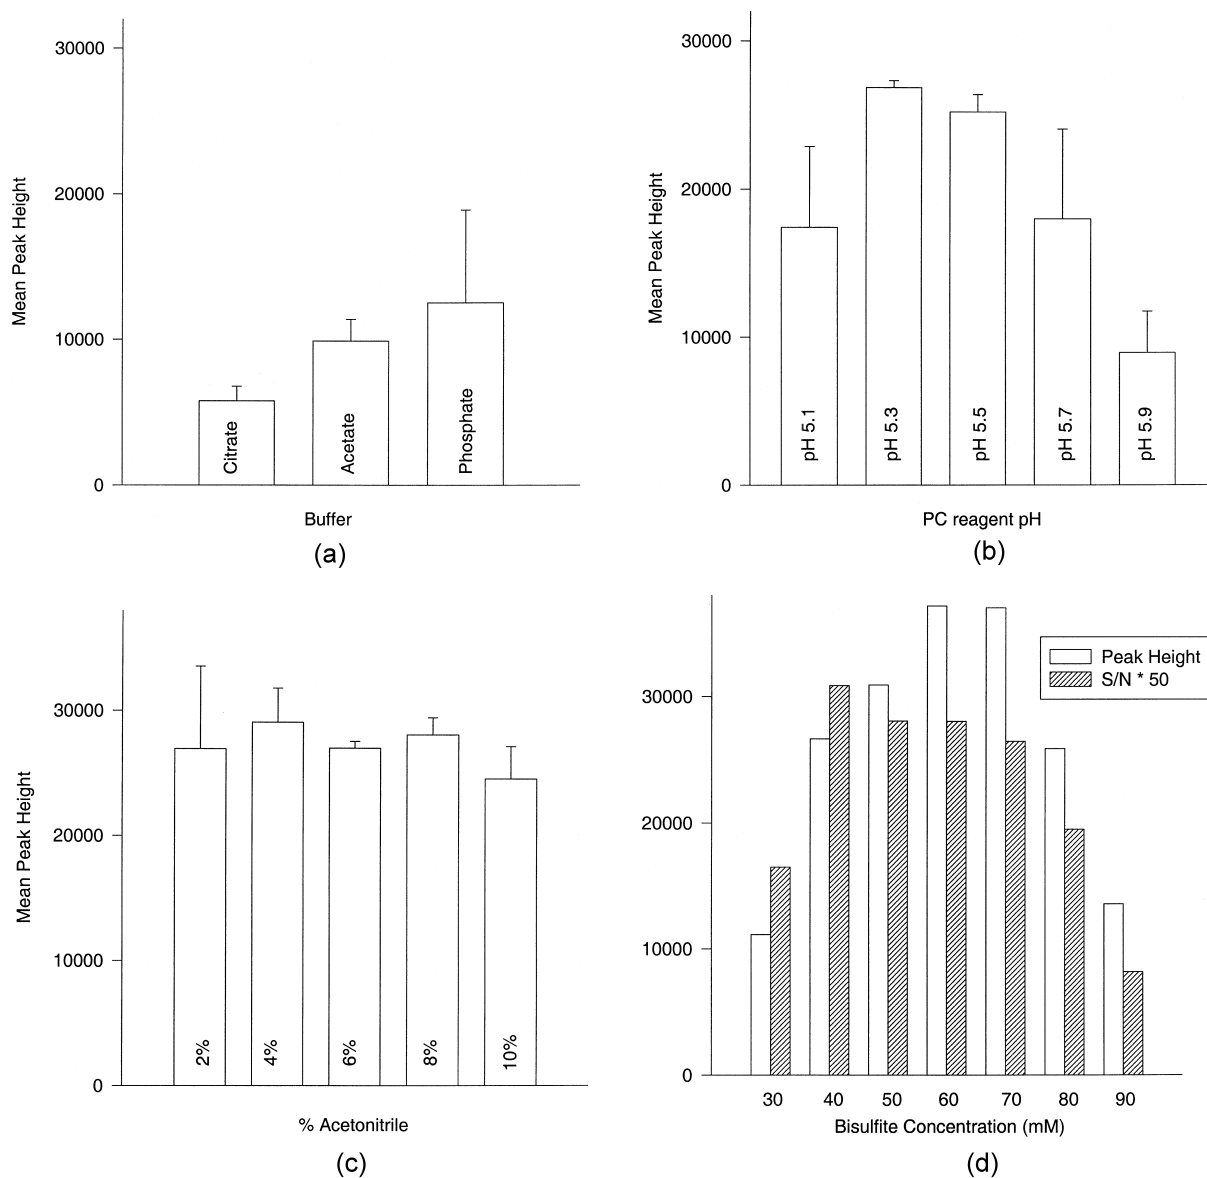 30000
20000
10000
0
Mean Peak Height
Citrate
Acetate
Phosphate
Buffer
(a)
30000
20000
10000
0
Mean Peak Height
pH 5.1
pH 5.3
pH 5.5
pH 5.7
pH 5.9
PC reagent pH
(b)
30000
20000
10000
0
Mean Peak Height
2%
4%
6%
8%
10%
% Acetonitrile
(c)
Peak Height
S/N * 50
30000
20000
10000
0
30 40 50 60 70 80 90
Bisulfite Concentration (mM)
(d)